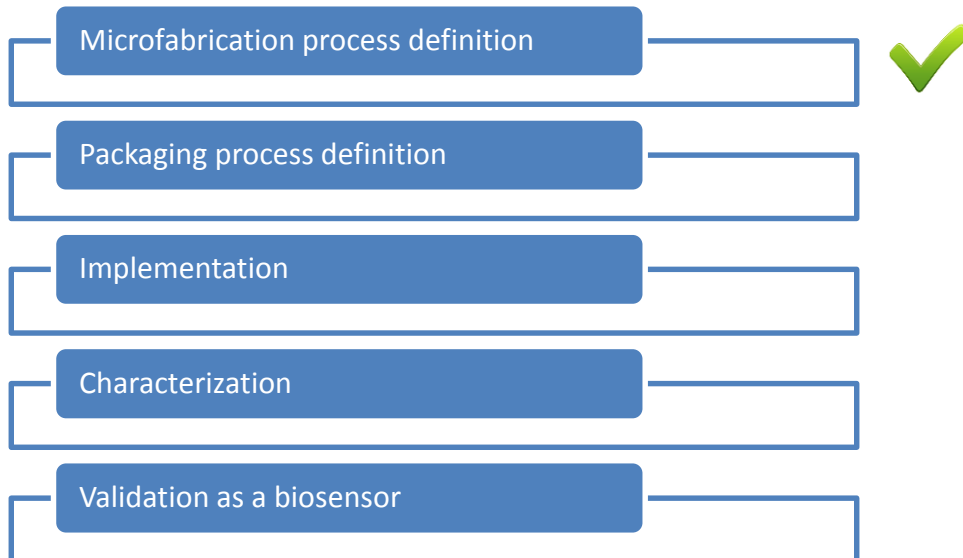 Microfabrication process definition
Packaging process definition
Implementation
Characterization
Validation as a biosensor